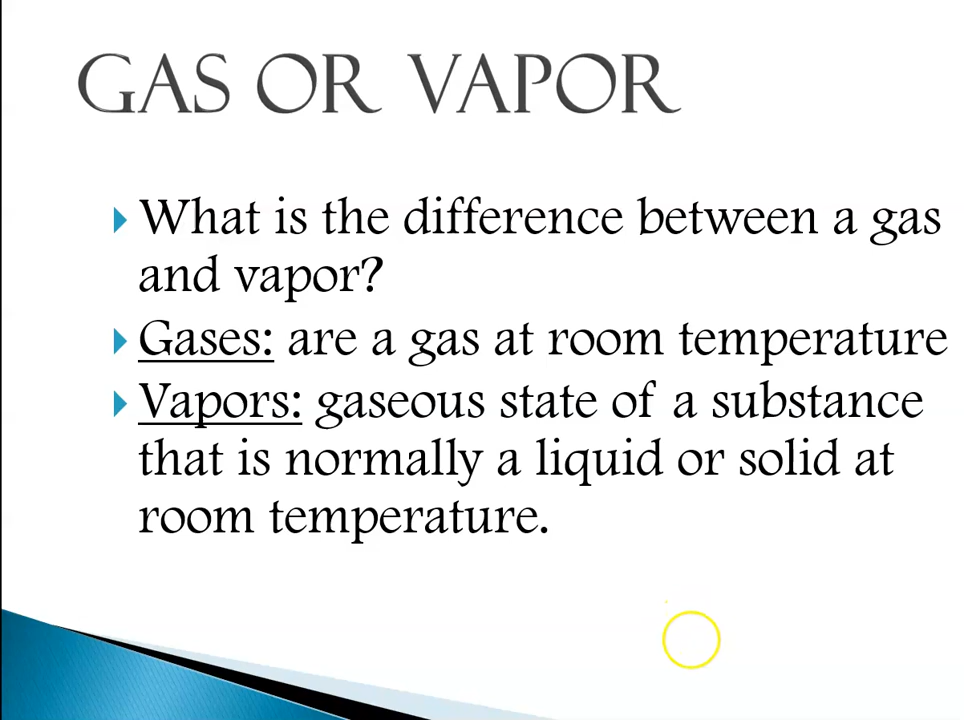 GAS OR VAPOR
What is the difference between a gas
and vapor?
Gases: are a gas at room temperature
Vapors: gaseous state of a substance
that is normally a liquid or solid at
room temperature.